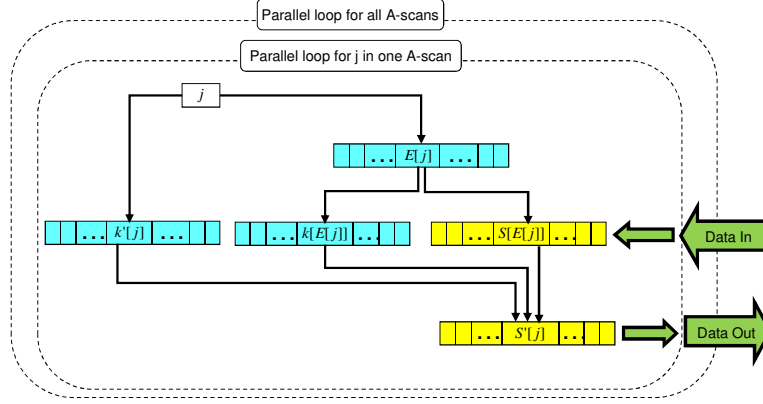 Parallel loop for all A-scans
Parallel loop for j in one A-scan
j
... E[j] ...
... k'[j] ...
... k[E[j]] ...
... S[E[j]] ...
Data In
... S'[j] ...
Data Out